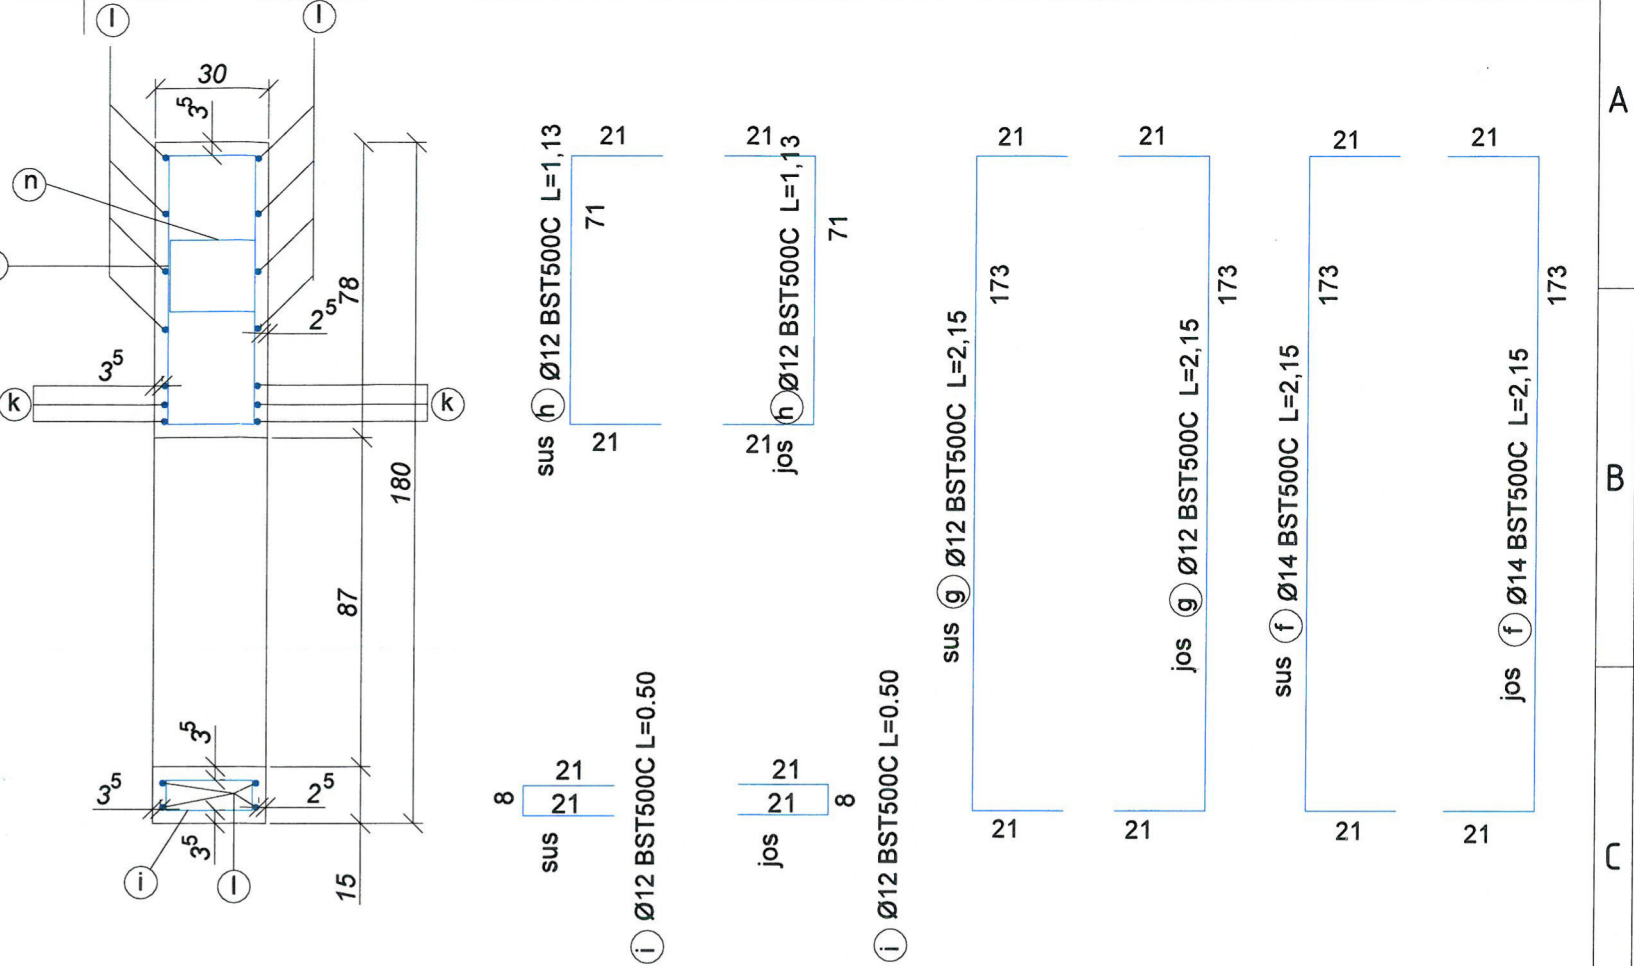 l
l
30
3⁵
n
78
2⁵
3⁵
k
k
180
87
3⁵
3⁵
2⁵
3⁵
i
l
15
21
21
sus h Ø12 BST500C L=1,13
71
jos h Ø12 BST500C L=1,13
71
21
21
21
21
sus g Ø12 BST500C L=2,15
173
jos g Ø12 BST500C L=2,15
173
21
21
21
21
sus f Ø14 BST500C L=2,15
173
jos f Ø14 BST500C L=2,15
173
21
21
21
8
21
sus
i Ø12 BST500C L=0.50
21
21
8
jos
i Ø12 BST500C L=0.50
A
B
C